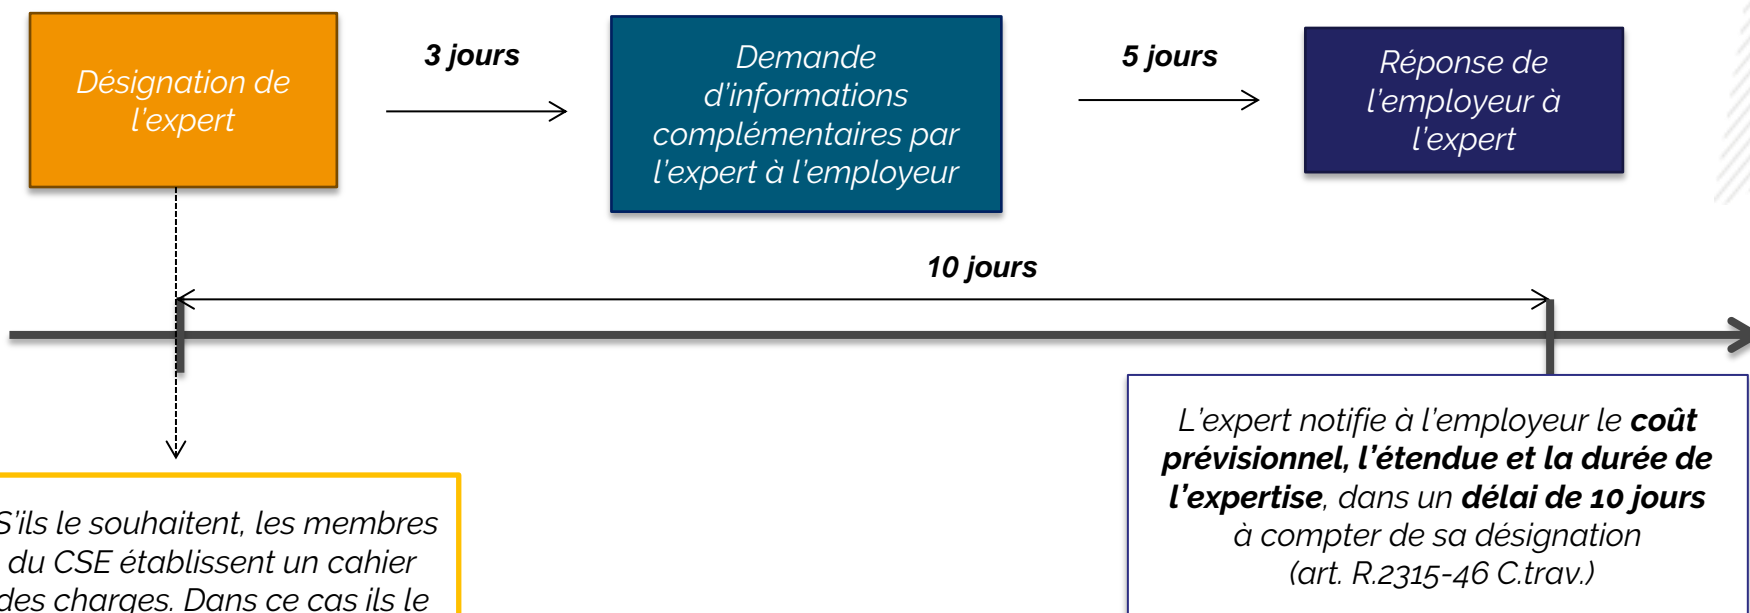 Désignation de
l'expert
3 jours
Demande
d'informations
complémentaires par
l'expert à l'employeur
5 jours
Réponse de
l'employeur à
l'expert
10 jours
L'expert notifie à l'employeur le coût
prévisionnel, l'étendue et la durée de
l'expertise, dans un délai de 10 jours
à compter de sa désignation
(art. R.2315-46 C.trav.)
S'ils le souhaitent, les membres
du CSE établissent un cahier
des charges. Dans ce cas ils le